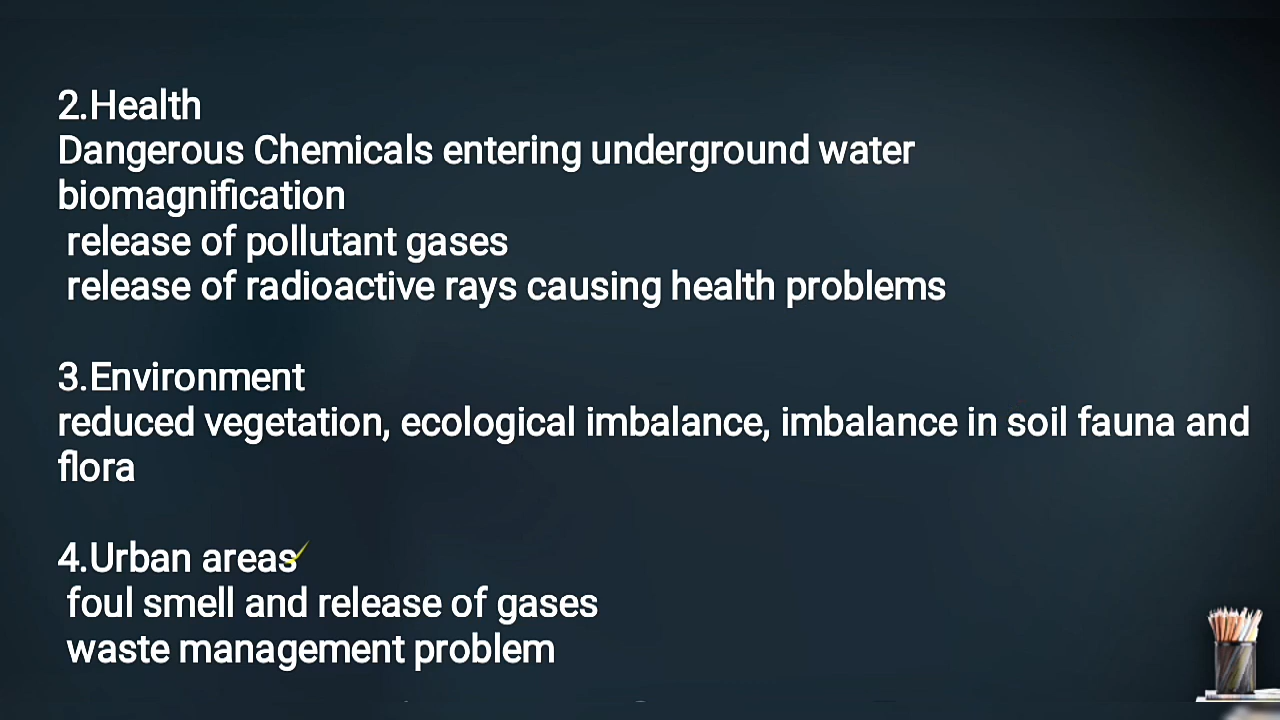 2.Health
Dangerous Chemicals entering underground water
biomagnification
release of pollutant gases
release of radioactive rays causing health problems
3.Environment
reduced vegetation, ecological imbalance, imbalance in soil fauna and
flora
4.Urban areas
foul smell and release of gases
waste management problem